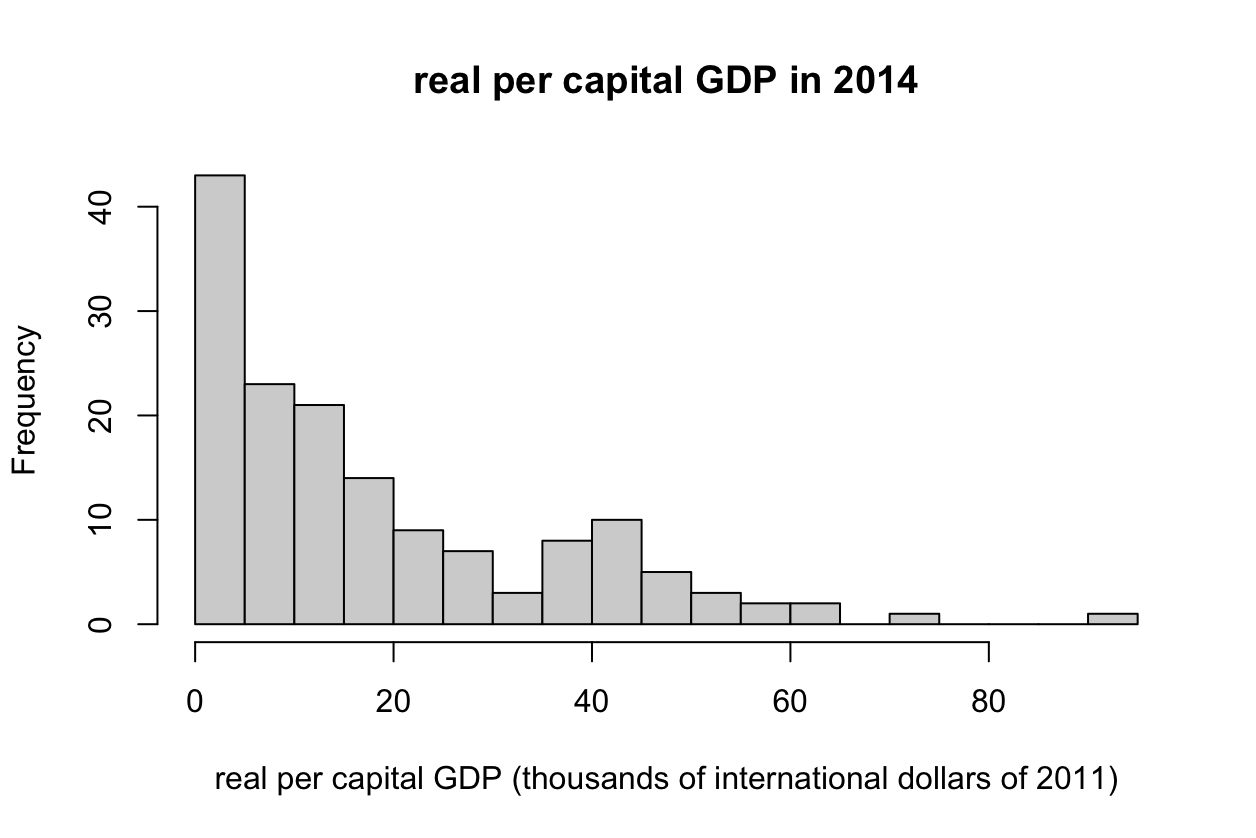 real per capital GDP in 2014
Frequency
40
30
20
10
0
0 20 40 60 80
real per capital GDP (thousands of international dollars of 2011)